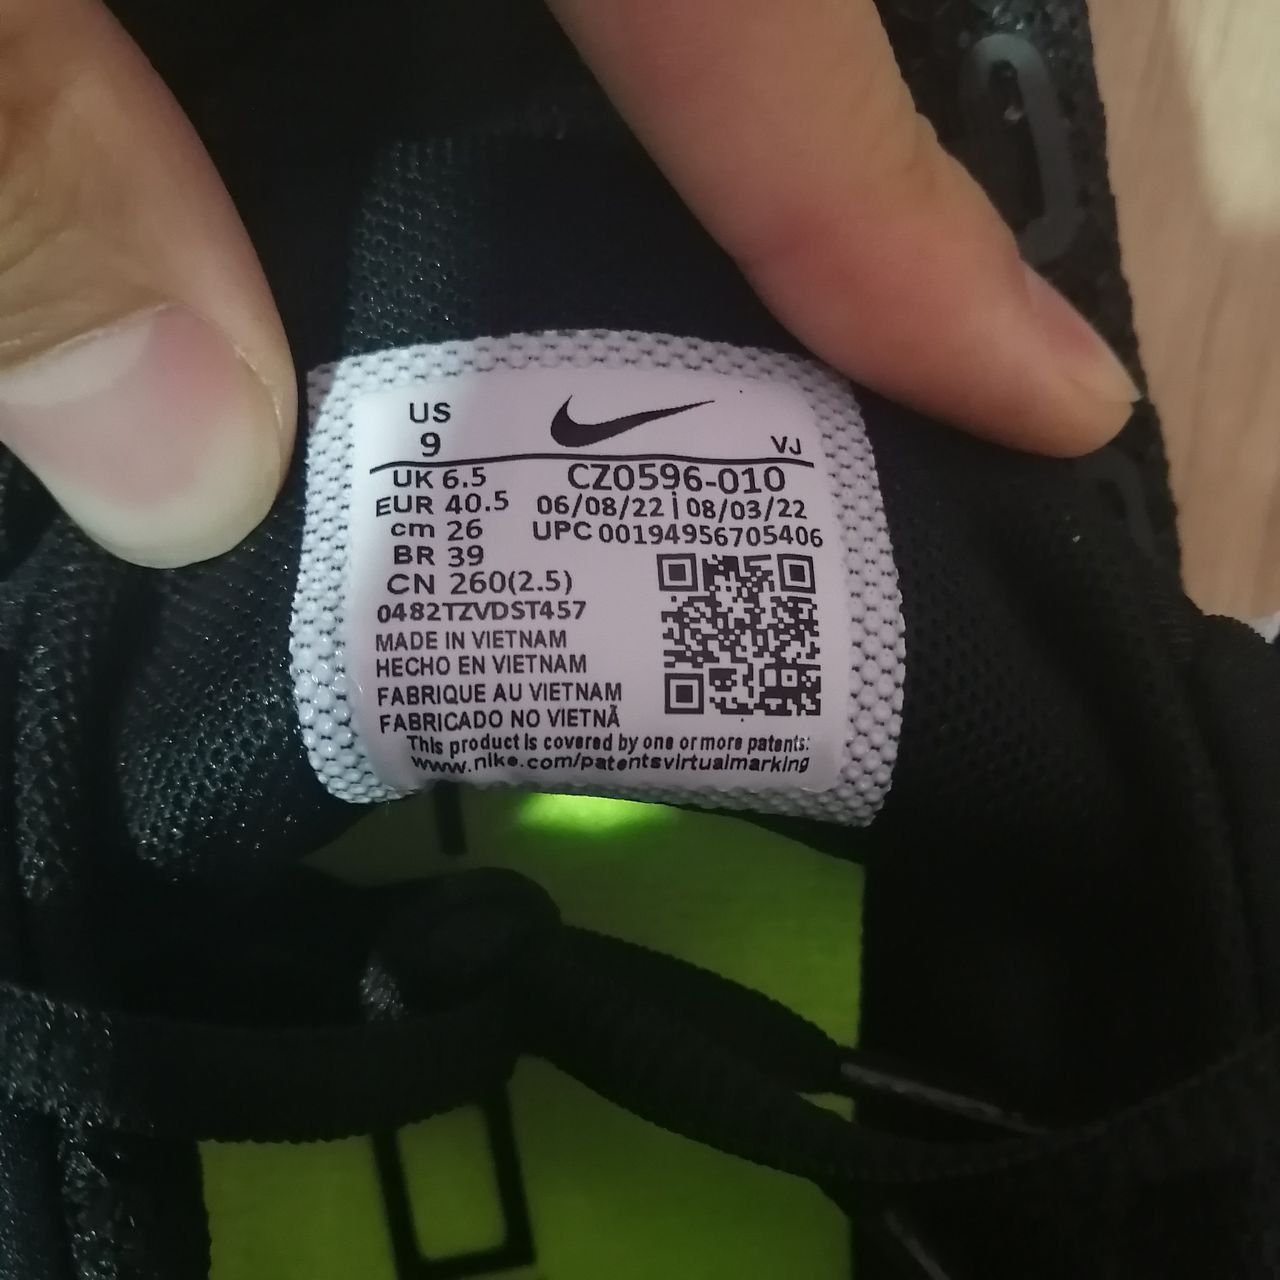 US
9
VJ
UK 6.5
CZ0596-010
EUR 40.5
06/08/22 | 08/03/22
cm 26
UPC 00194956705406
BR 39
CN 260(2.5)
0482TZVDST457
MADE IN VIETNAM
HECHO EN VIETNAM
FABRIQUE AU VIETNAM
FABRICADO NO VIETNÃ
This product is covered by one or more patents:
www.nike.com/patentsvirtualmarking